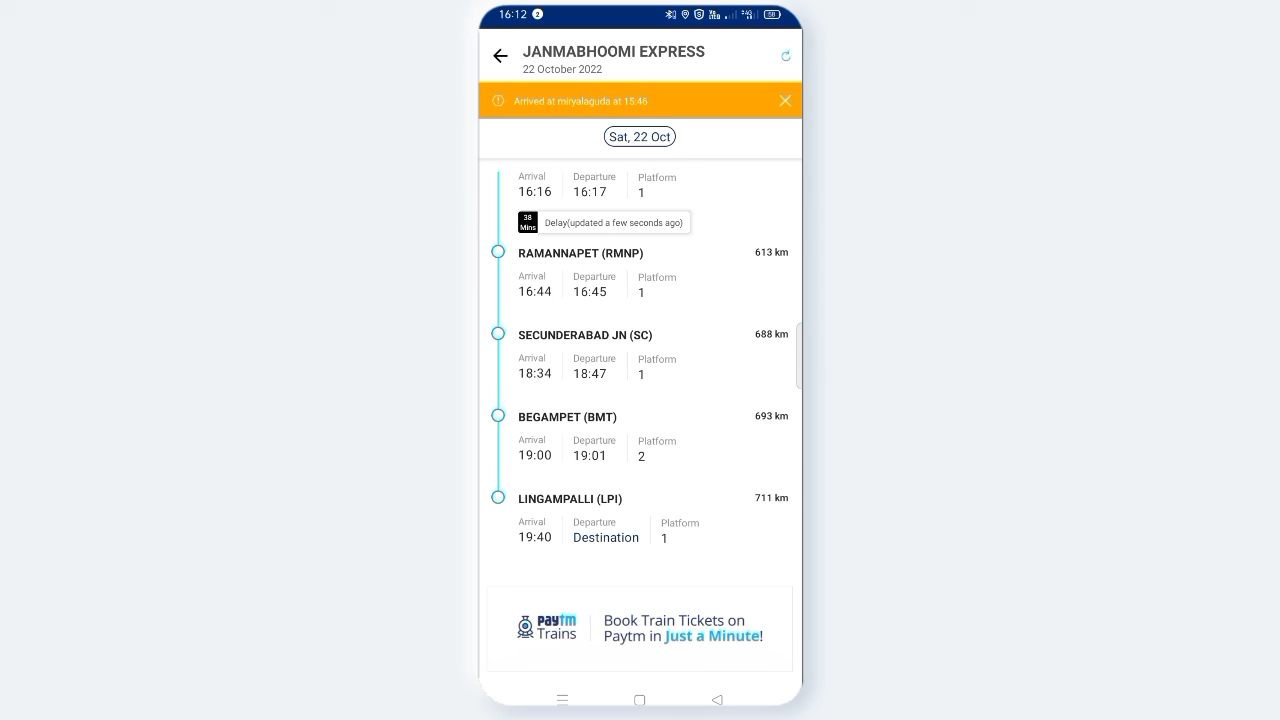 16:12 2 58
JANMABHOOMI EXPRESS
22 October 2022
Arrived at miryalaguda at 15:46
Sat, 22 Oct
Arrival Departure Platform
16:16 16:17 1
38 Mins Delay(updated a few seconds ago)
RAMANNAPET (RMNP) 613 km
Arrival Departure Platform
16:44 16:45 1
SECUNDERABAD JN (SC) 688 km
Arrival Departure Platform
18:34 18:47 1
BEGAMPET (BMT) 693 km
Arrival Departure Platform
19:00 19:01 2
LINGAMPALLI (LPI) 711 km
Arrival Departure Platform
19:40 Destination 1
paytm Trains
Book Train Tickets on
Paytm in Just a Minute!